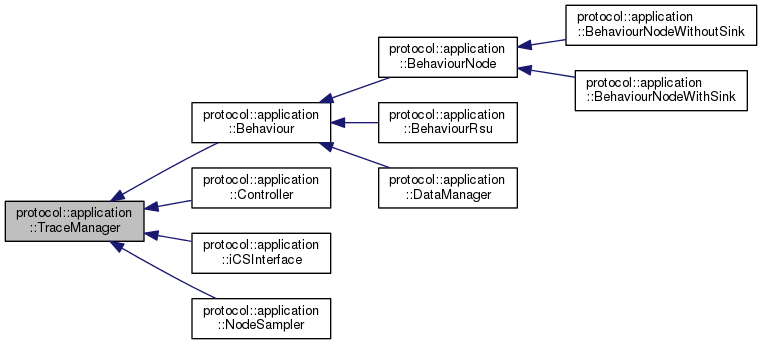 protocol::application
::BehaviourNodeWithoutSink
protocol::application
::BehaviourNode
protocol::application
::BehaviourNodeWithSink
protocol::application
::Behaviour
protocol::application
::BehaviourRsu
protocol::application
::Controller
protocol::application
::DataManager
protocol::application
::TraceManager
protocol::application
::iCSInterface
protocol::application
::NodeSampler